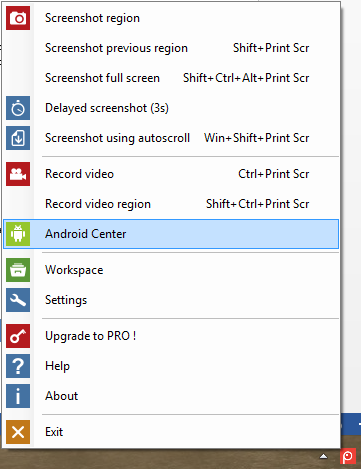 Screenshot region
Screenshot previous region Shift+Print Scr
Screenshot full screen Shift+Ctrl+Alt+Print Scr
Delayed screenshot (3s)
Screenshot using autoscroll Win+Shift+Print Scr
Record video Ctrl+Print Scr
Record video region Shift+Ctrl+Print Scr
Android Center
Workspace
Settings
Upgrade to PRO !
Help
About
Exit